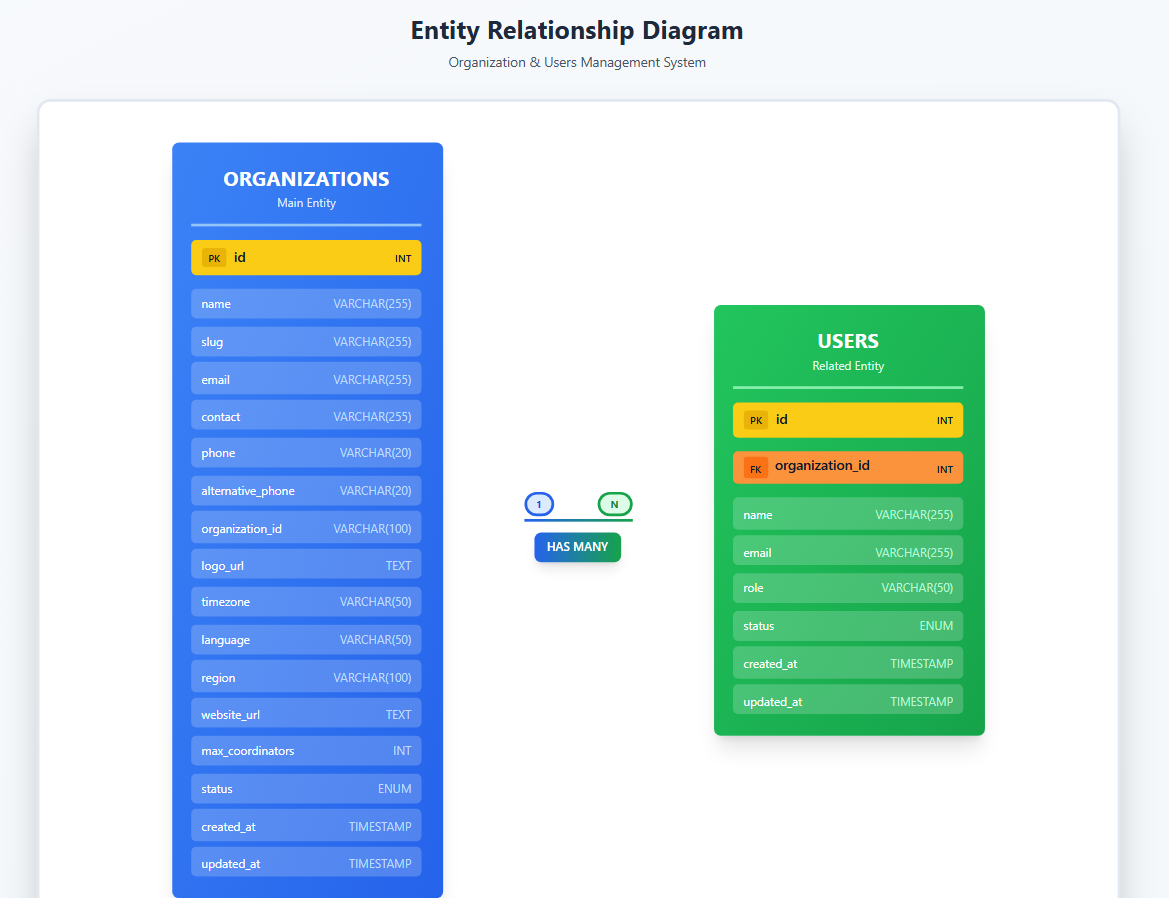 Entity Relationship Diagram
Organization & Users Management System
ORGANIZATIONS
Main Entity
PK id INT
name VARCHAR(255)
slug VARCHAR(255)
email VARCHAR(255)
contact VARCHAR(255)
phone VARCHAR(20)
alternative_phone VARCHAR(20)
organization_id VARCHAR(100)
logo_url TEXT
timezone VARCHAR(50)
language VARCHAR(50)
region VARCHAR(100)
website_url TEXT
max_coordinators INT
status ENUM
created_at TIMESTAMP
updated_at TIMESTAMP
1 N
HAS MANY
USERS
Related Entity
PK id INT
FK organization_id INT
name VARCHAR(255)
email VARCHAR(255)
role VARCHAR(50)
status ENUM
created_at TIMESTAMP
updated_at TIMESTAMP